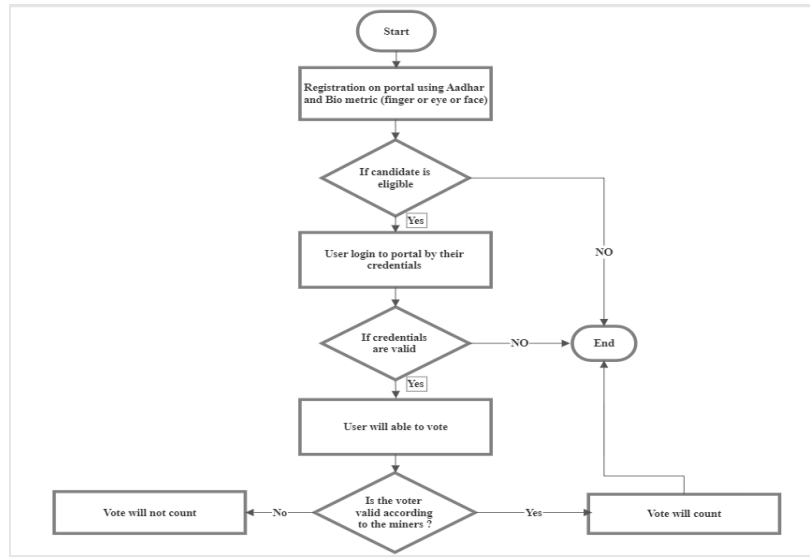 Start
Registration on portal using Aadhar
and Bio metric (finger or eye or face)
If candidate is
eligible
Yes
NO
User login to portal by their
credentials
If credentials
are valid
NO
End
Yes
User will able to vote
Is the voter
valid according
to the miners ?
No
Vote will not count
Yes
Vote will count